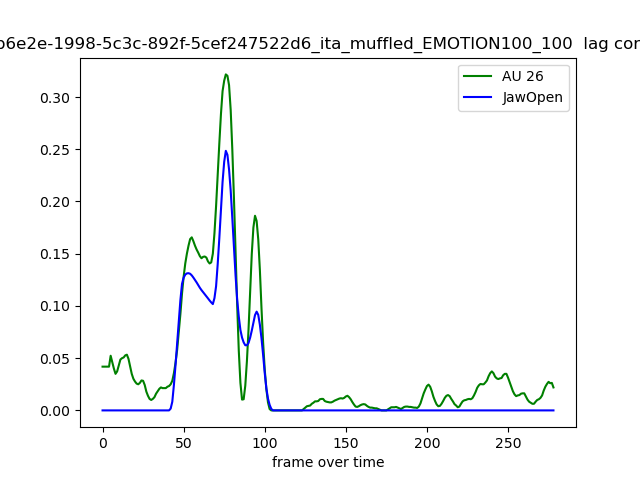 b6e2e-1998-5c3c-892f-5cef247522d6_ita_muffled_EMOTION100_100 lag cor
AU 26
JawOpen
0.30
0.25
0.20
0.15
0.10
0.05
0.00
0 50 100 150 200 250
frame over time